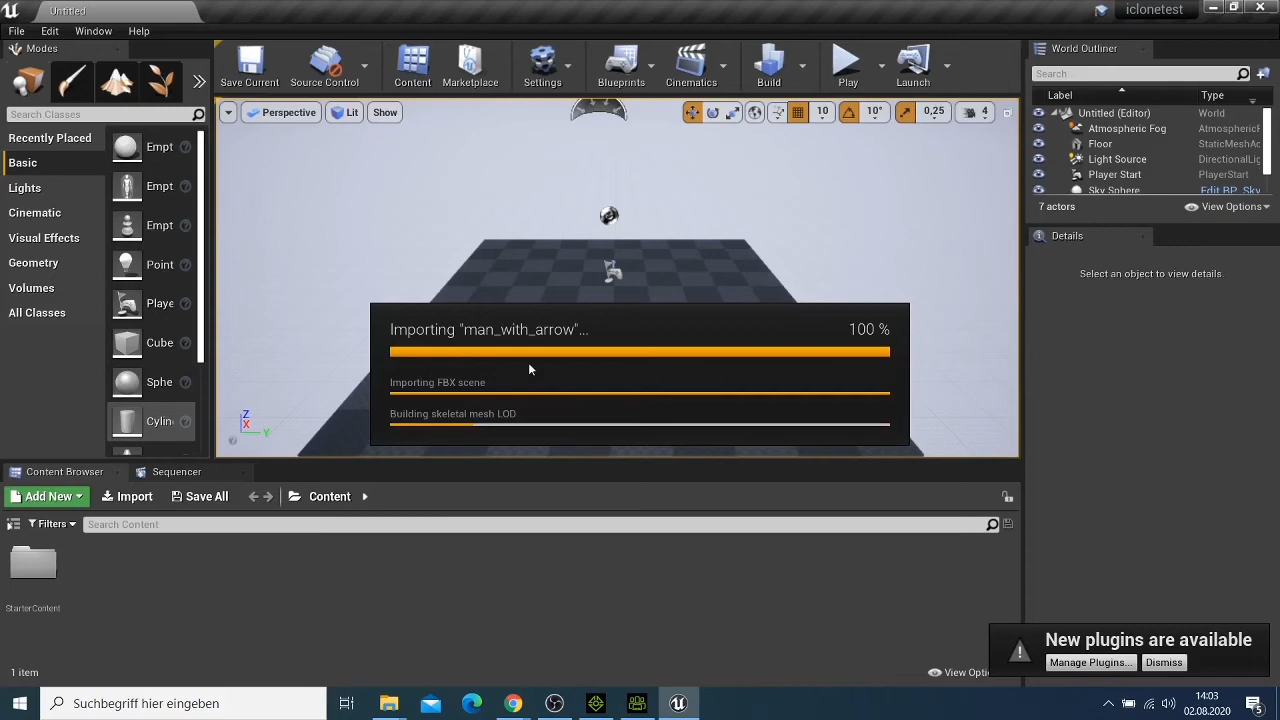 Untitled
iclonetest
File Edit Window Help
Modes
Save Current
Source Control
Content
Marketplace
Settings
Blueprints
Cinematics
Build
Play
Launch
World Outliner
Search
Label Type
Untitled (Editor) World
Atmospheric Fog Atmospherif
Floor StaticMeshAc
Light Source DirectionalLig
Player Start PlayerStart
Sky Sphere Edit BP_Sky
7 actors View Options
Details
Select an object to view details.
Search Classes
Recently Placed
Basic
Lights
Cinematic
Visual Effects
Geometry
Volumes
All Classes
Empt
Empt
Empt
Point
Playe
Cube
Sphe
Cylin
Perspective Lit Show
10 10° 0,25 4
Z
X
Y
Importing "man_with_arrow"... 100 %
Importing FBX scene
Building skeletal mesh LOD
Content Browser Sequencer
Add New Import Save All Content
Filters Search Content
StarterContent
1 item View Optio
New plugins are available
Manage Plugins... Dismiss
Suchbegriff hier eingeben
14:03
02.08.2020
5